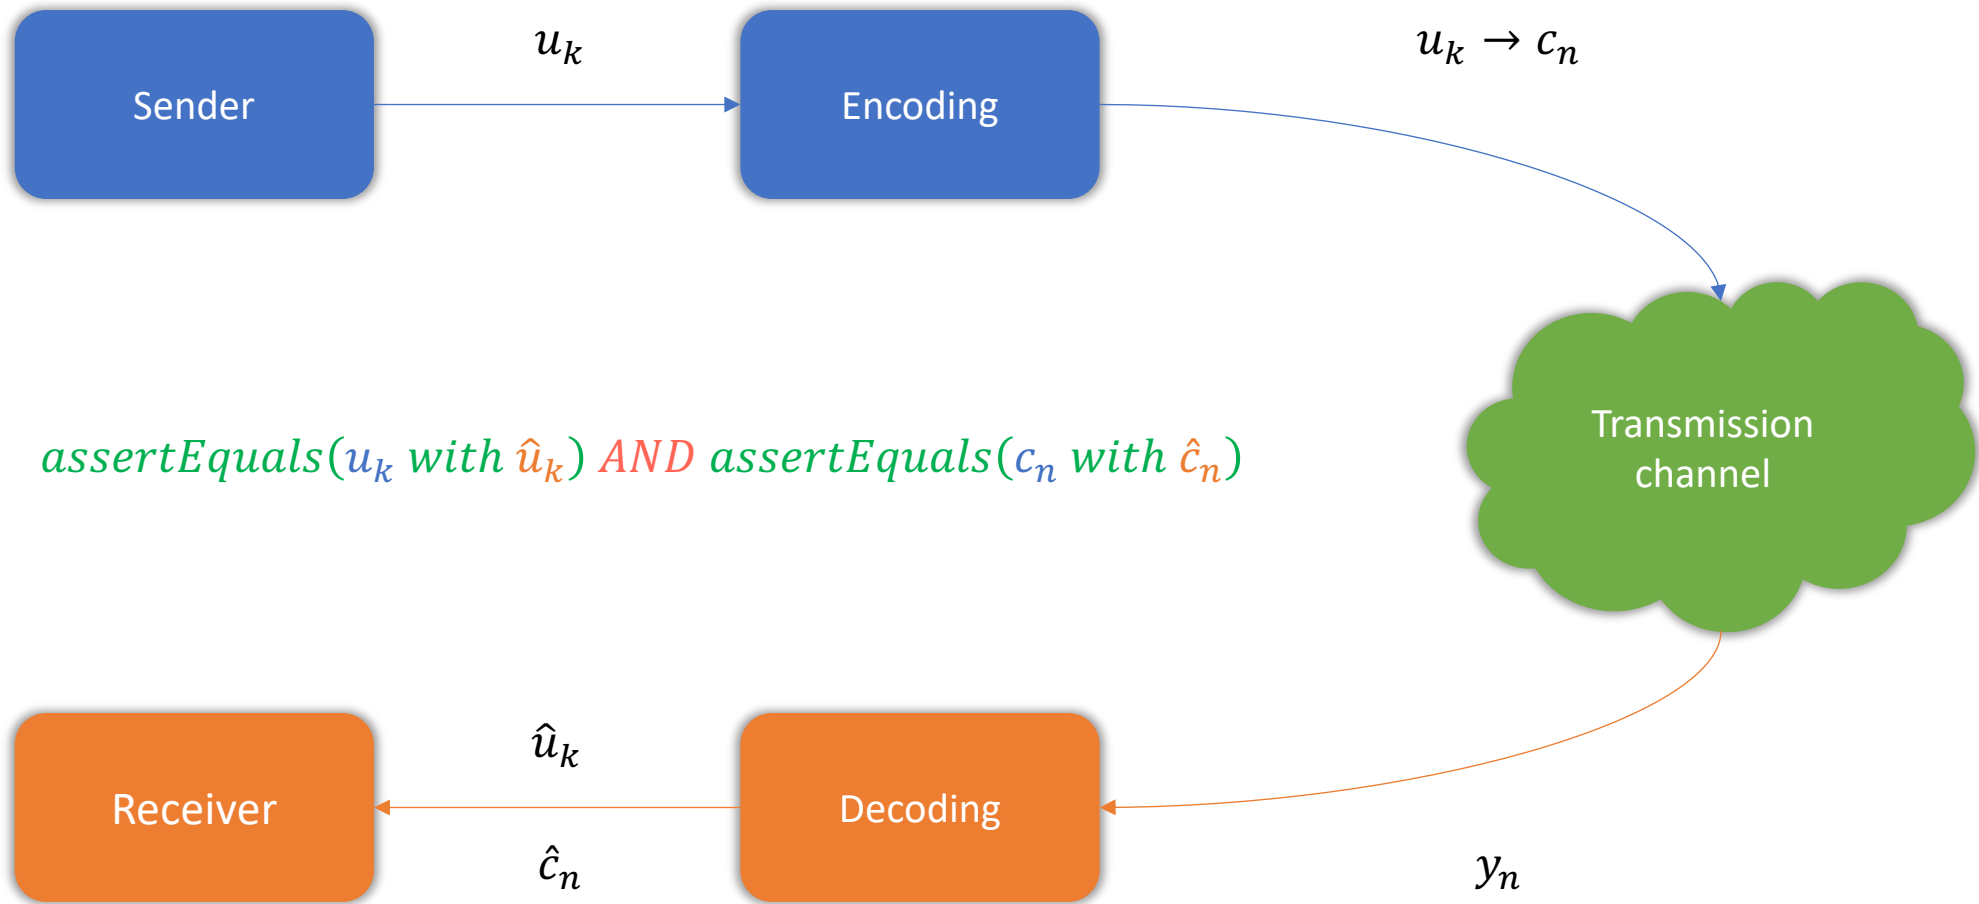 Sender
u_k
Encoding
u_k → c_n
Transmission
channel
assertEquals(u_k with û_k) AND assertEquals(c_n with ĉ_n)
Receiver
û_k
ĉ_n
Decoding
y_n